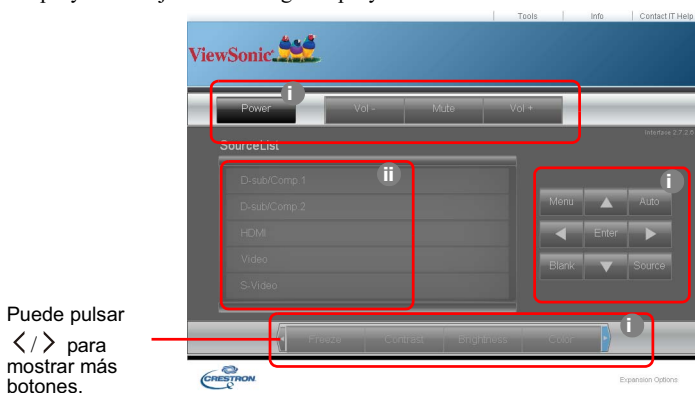 Tools Info Contact IT Help
ViewSonic
i
Power Vol - Mute Vol +
Interface 2.7.2.6
SourceList
ii
D-sub/Comp.1
D-sub/Comp.2
HDMI
Video
S-Video
i
Menu Auto
Enter
Blank Source
i
Freeze Contrast Brightness Color
Puede pulsar
</> para
mostrar más
botones.
CRESTRON
Expansion Options